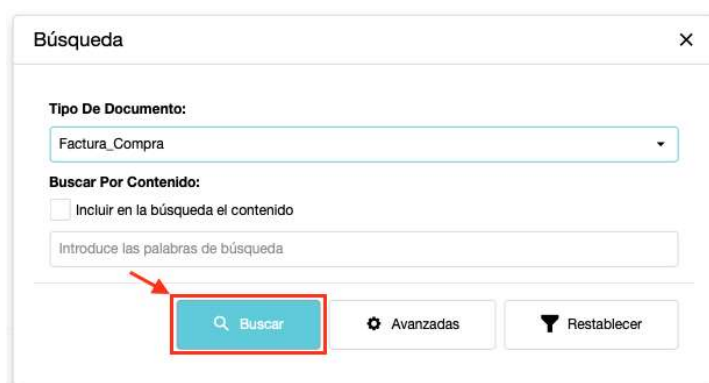 Búsqueda
Tipo De Documento:
Factura_Compra
Buscar Por Contenido:
Incluir en la búsqueda el contenido
Introduce las palabras de búsqueda
Buscar Avanzadas Restablecer